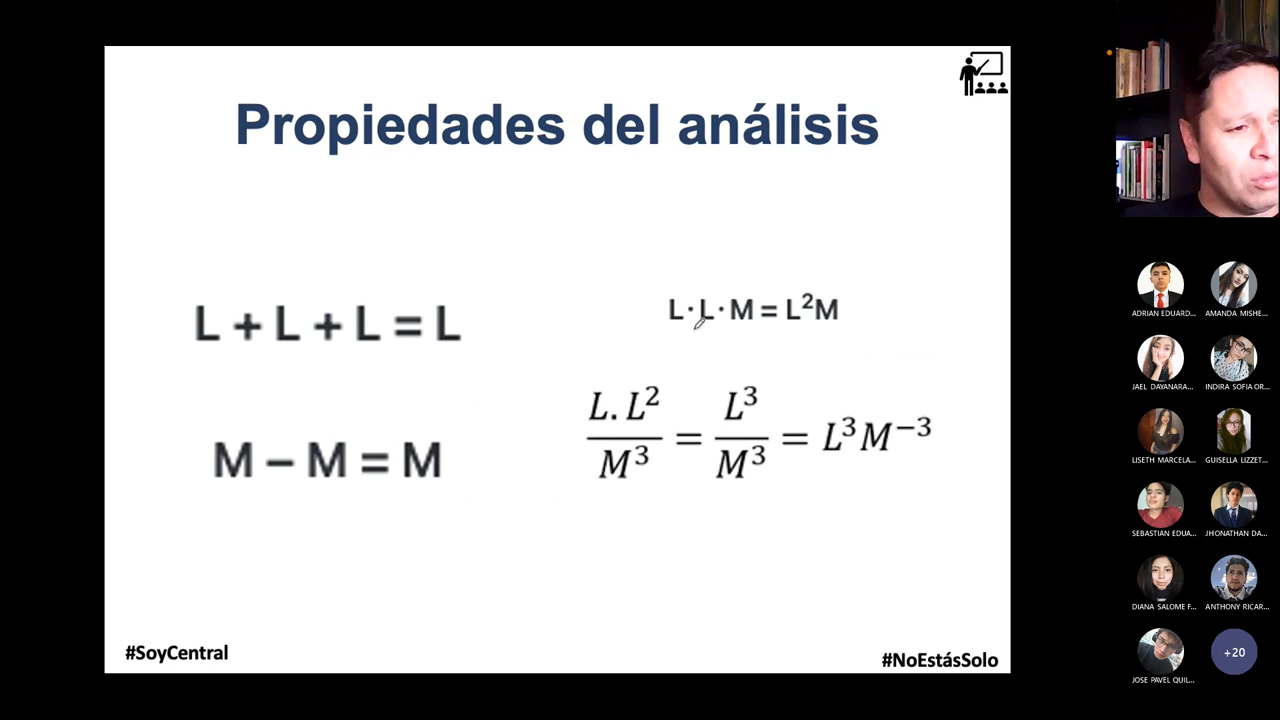 Propiedades del análisis
L + L + L = L
M – M = M
L · L · M = L²M
L. L²/M³ = L³/M³ = L³M⁻³
#SoyCentral
#NoEstásSolo
ADRIAN EDUARD...
AMANDA MISHE...
JAEL DAYANARA...
INDIRA SOFIA OR...
LISETH MARCELA...
GUISELLA LIZZET...
SEBASTIAN EDUA...
JHONATHAN DA...
DIANA SALOME F...
ANTHONY RICAR...
JOSE PAVEL QUIL...
+20